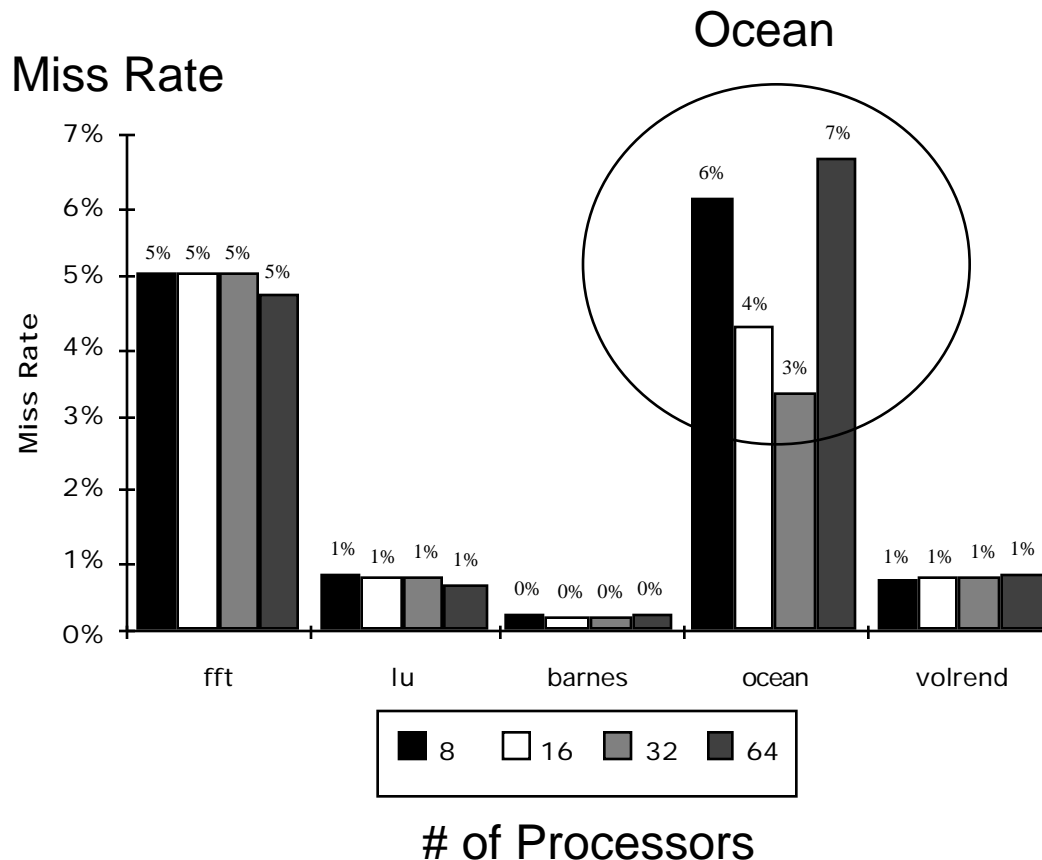 Ocean
Miss Rate
7%
6%
5%
4%
3%
2%
1%
0%
Miss Rate
5% 5% 5% 5%
1% 1% 1% 1%
0% 0% 0% 0%
6% 4% 3% 7%
1% 1% 1% 1%
fft lu barnes ocean volrend
8 16 32 64
# of Processors